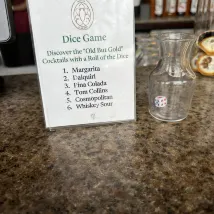 Dice Game
Discover the "Old But Gold"
Cocktails with a Roll of the Dice
1. Margarita
2. Daiquiri
3. Pina Colada
4. Tom Collins
5. Cosmopolitan
6. Whiskey Sour